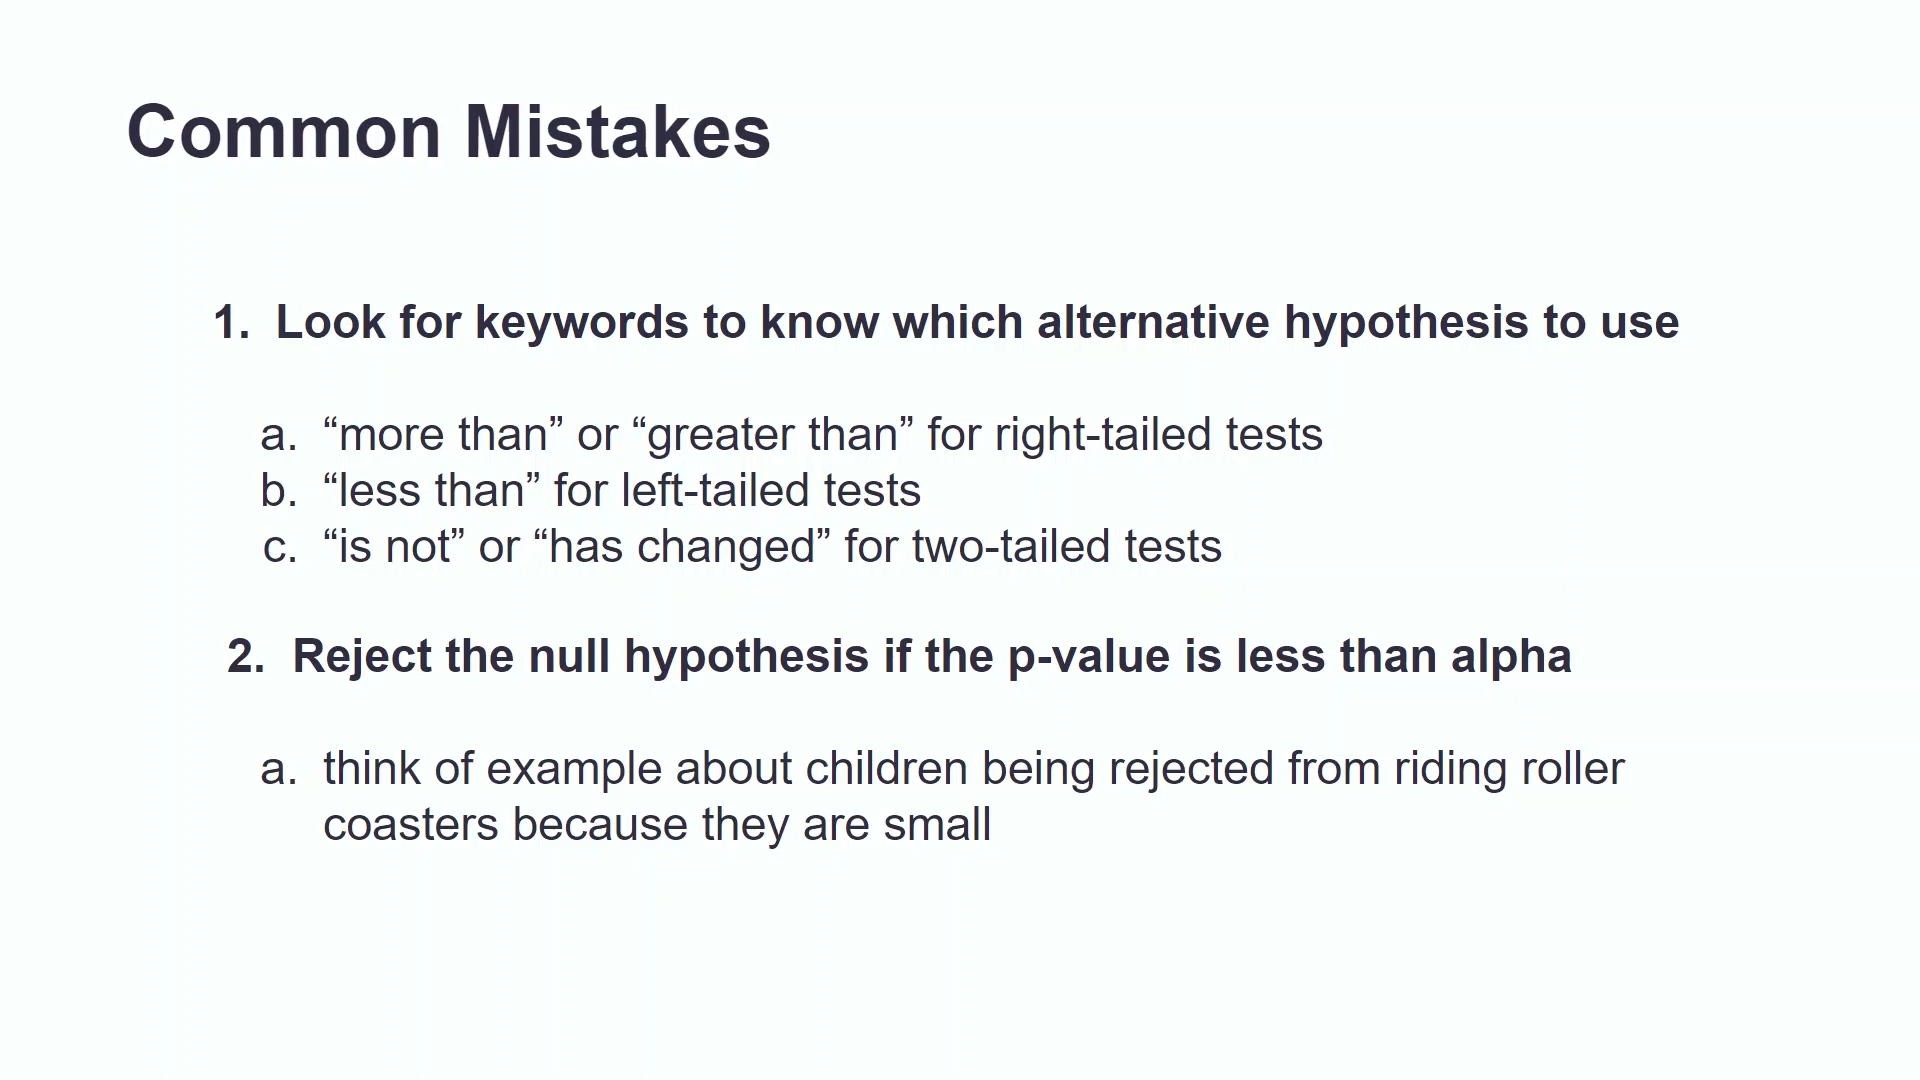 Common Mistakes
1. Look for keywords to know which alternative hypothesis to use
a. “more than” or “greater than” for right-tailed tests
b. “less than” for left-tailed tests
c. “is not” or “has changed” for two-tailed tests
2. Reject the null hypothesis if the p-value is less than alpha
a. think of example about children being rejected from riding roller
coasters because they are small